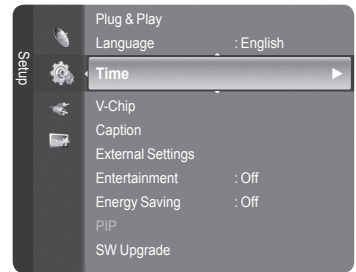 Setup
Plug & Play
Language : English
Time
V-Chip
Caption
External Settings
Entertainment : Off
Energy Saving : Off
PIP
SW Upgrade